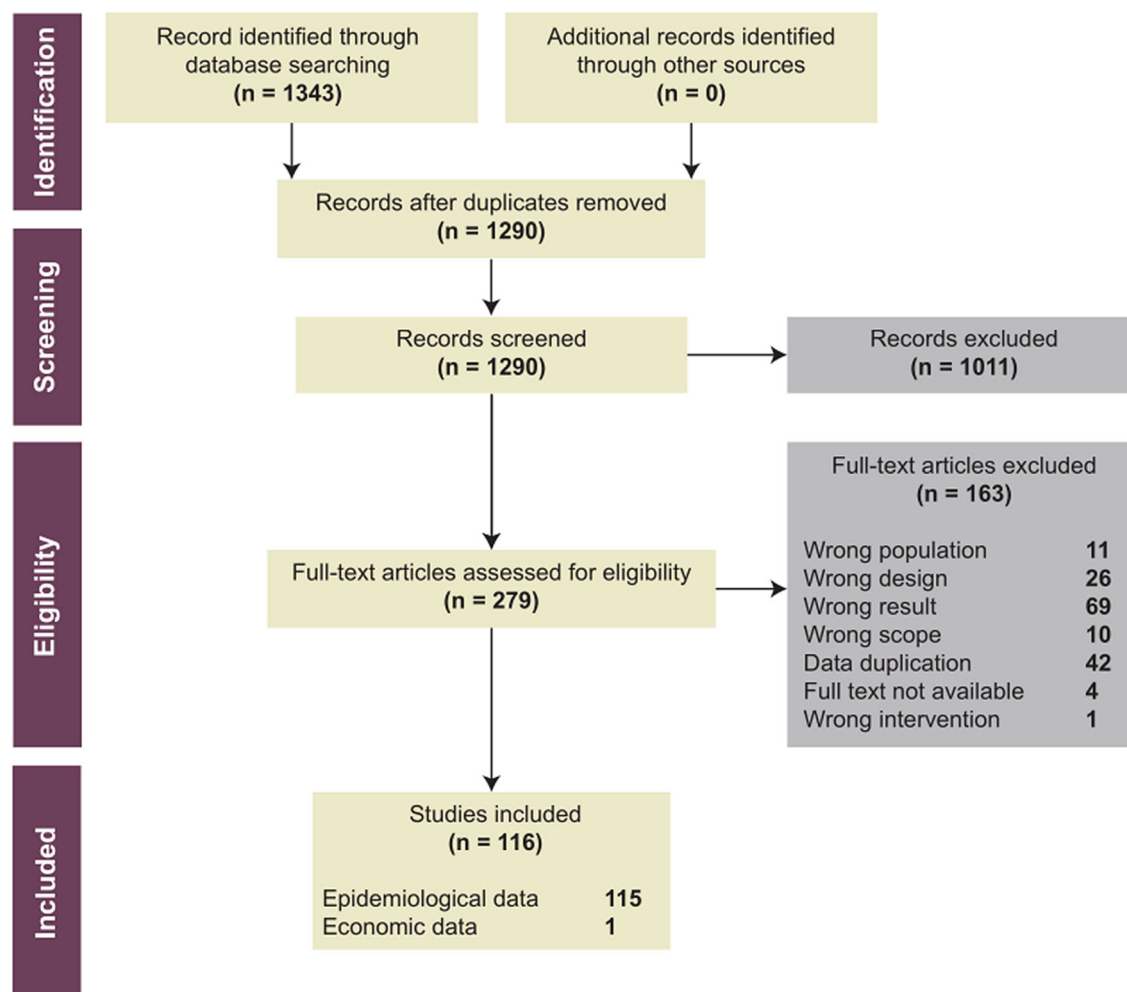 Identification
Record identified through
database searching
(n = 1343)
Additional records identified
through other sources
(n = 0)
Records after duplicates removed
(n = 1290)
Screening
Records screened
(n = 1290)
Records excluded
(n = 1011)
Eligibility
Full-text articles assessed for eligibility
(n = 279)
Full-text articles excluded
(n = 163)
Wrong population 11
Wrong design 26
Wrong result 69
Wrong scope 10
Data duplication 42
Full text not available 4
Wrong intervention 1
Included
Studies included
(n = 116)
Epidemiological data 115
Economic data 1